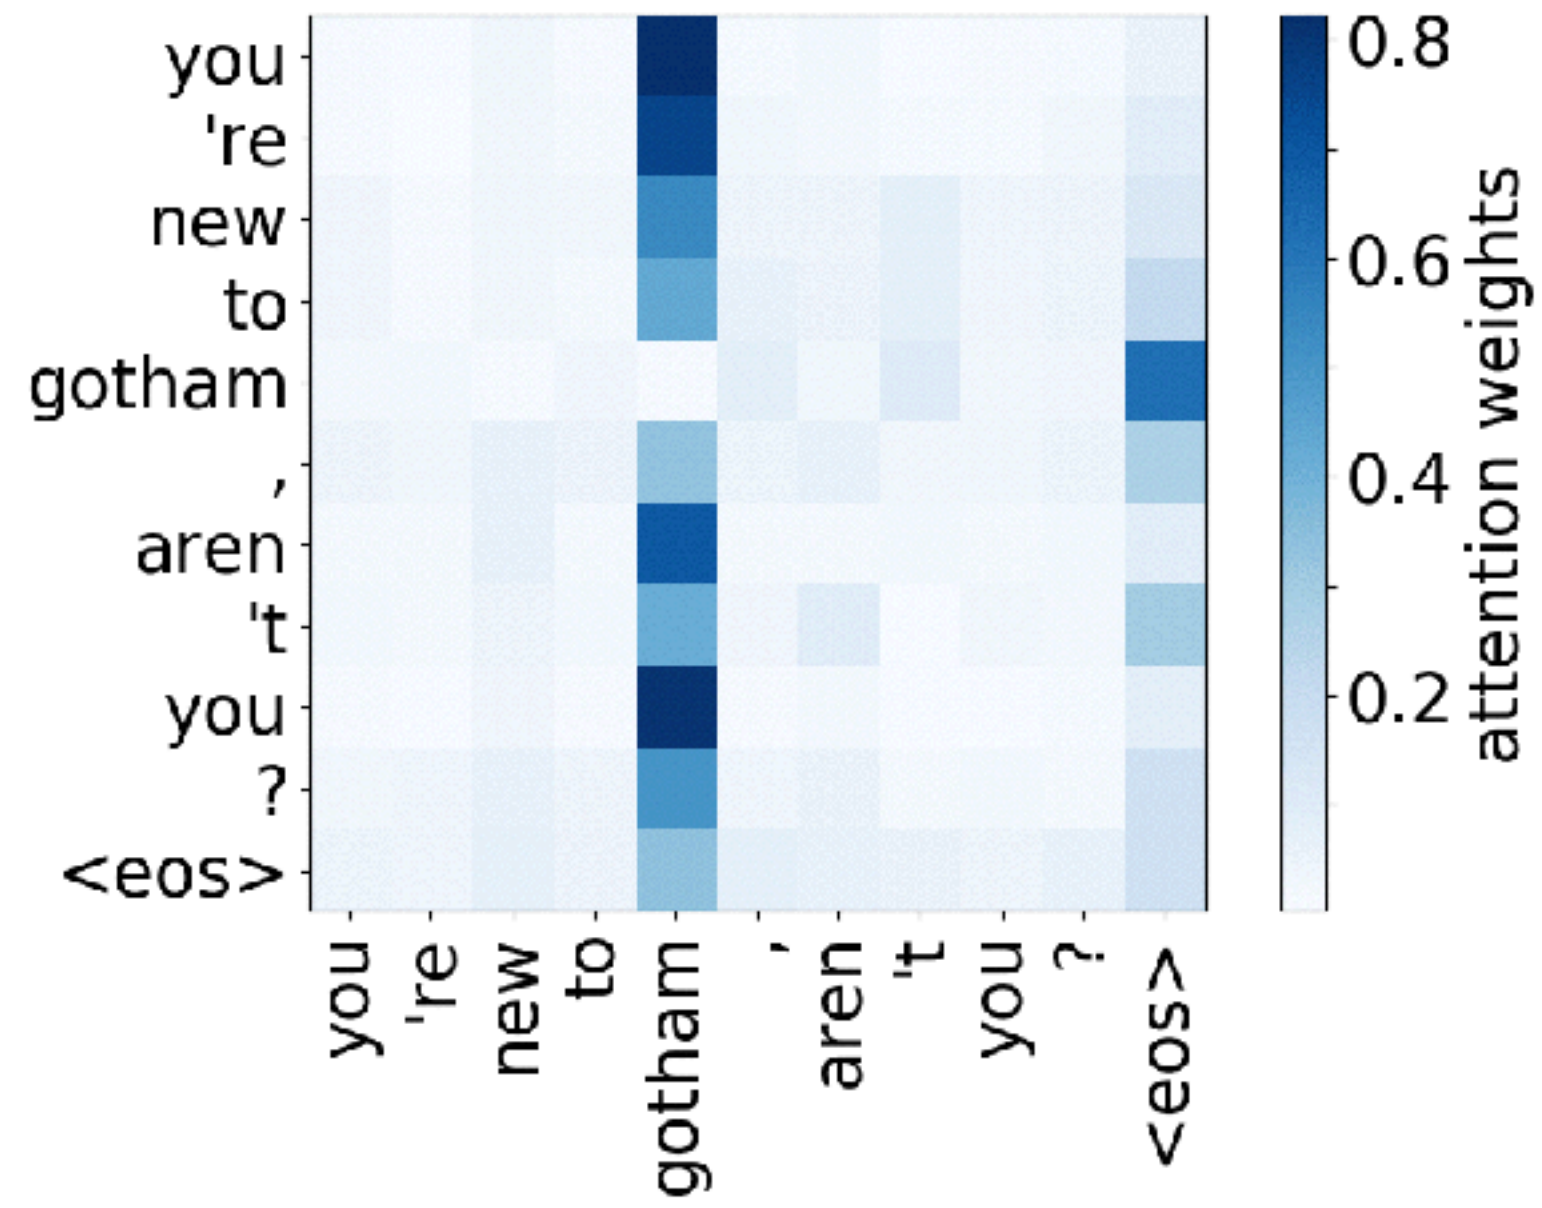 you
're
new
to
gotham
,
aren
't
you
?
<eos>
you
're
new
to
gotham
,
aren
't
you
?
<eos>
0.8
0.6
0.4
0.2
attention weights